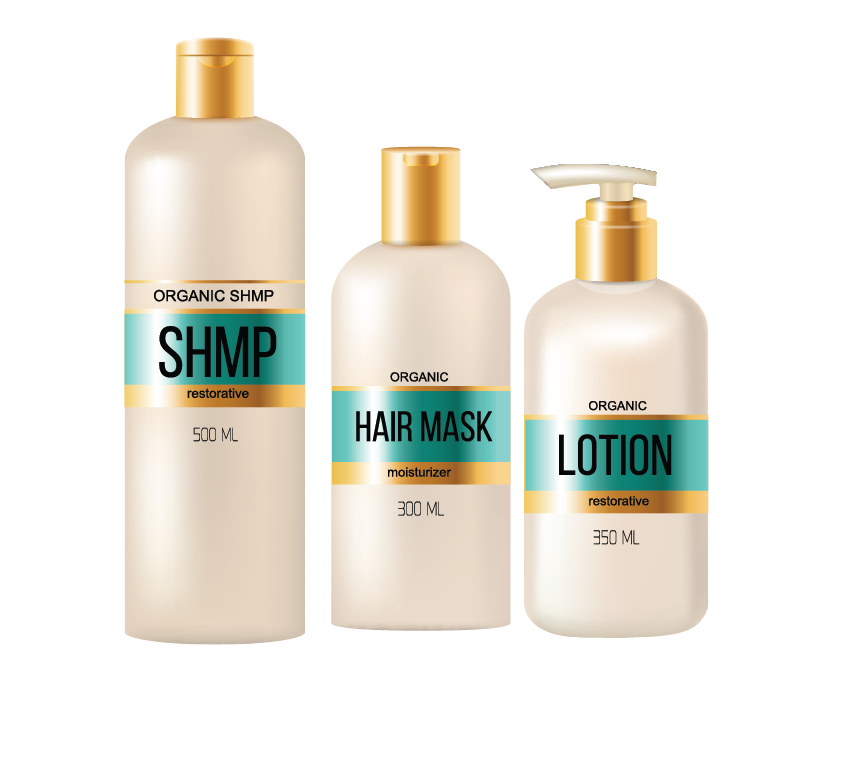 ORGANIC SHMP
SHMP
restorative
500 ML
ORGANIC
HAIR MASK
moisturizer
300 ML
ORGANIC
LOTION
restorative
350 ML